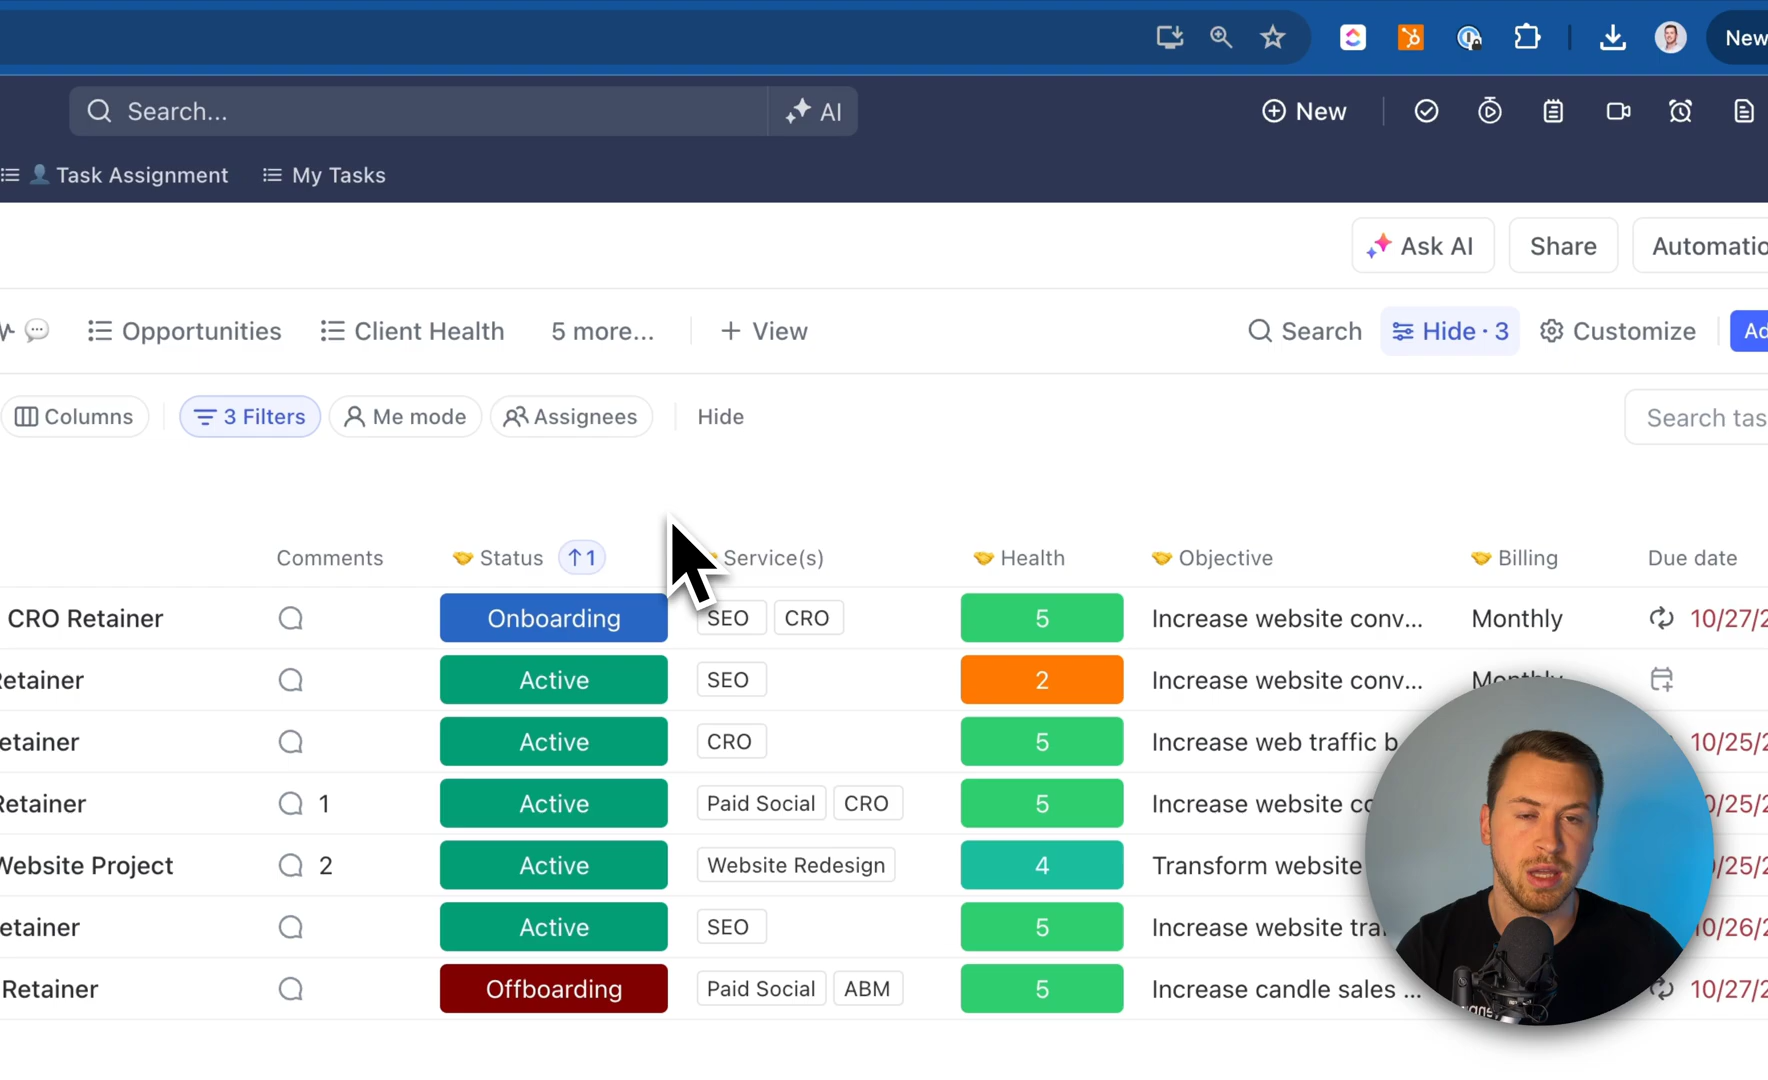 New
Search...
AI
New
Task Assignment
My Tasks
Ask AI
Share
Automatio
Opportunities
Client Health
5 more...
+ View
Search
Hide · 3
Customize
Ad
Columns
3 Filters
Me mode
Assignees
Hide
Search tas
Comments
Status
↑1
Service(s)
Health
Objective
Billing
Due date
CRO Retainer Onboarding SEO CRO 5 Increase website conv... Monthly 10/27/2
Retainer Active SEO 2 Increase website conv... Monthly
etainer Active CRO 5 Increase web traffic b 10/25/2
Retainer 1 Active Paid Social CRO 5 Increase website co 0/25/2
Website Project 2 Active Website Redesign 4 Transform website /25/2
etainer Active SEO 5 Increase website tra 10/26/2
Retainer Offboarding Paid Social ABM 5 Increase candle sales ... 10/27/2